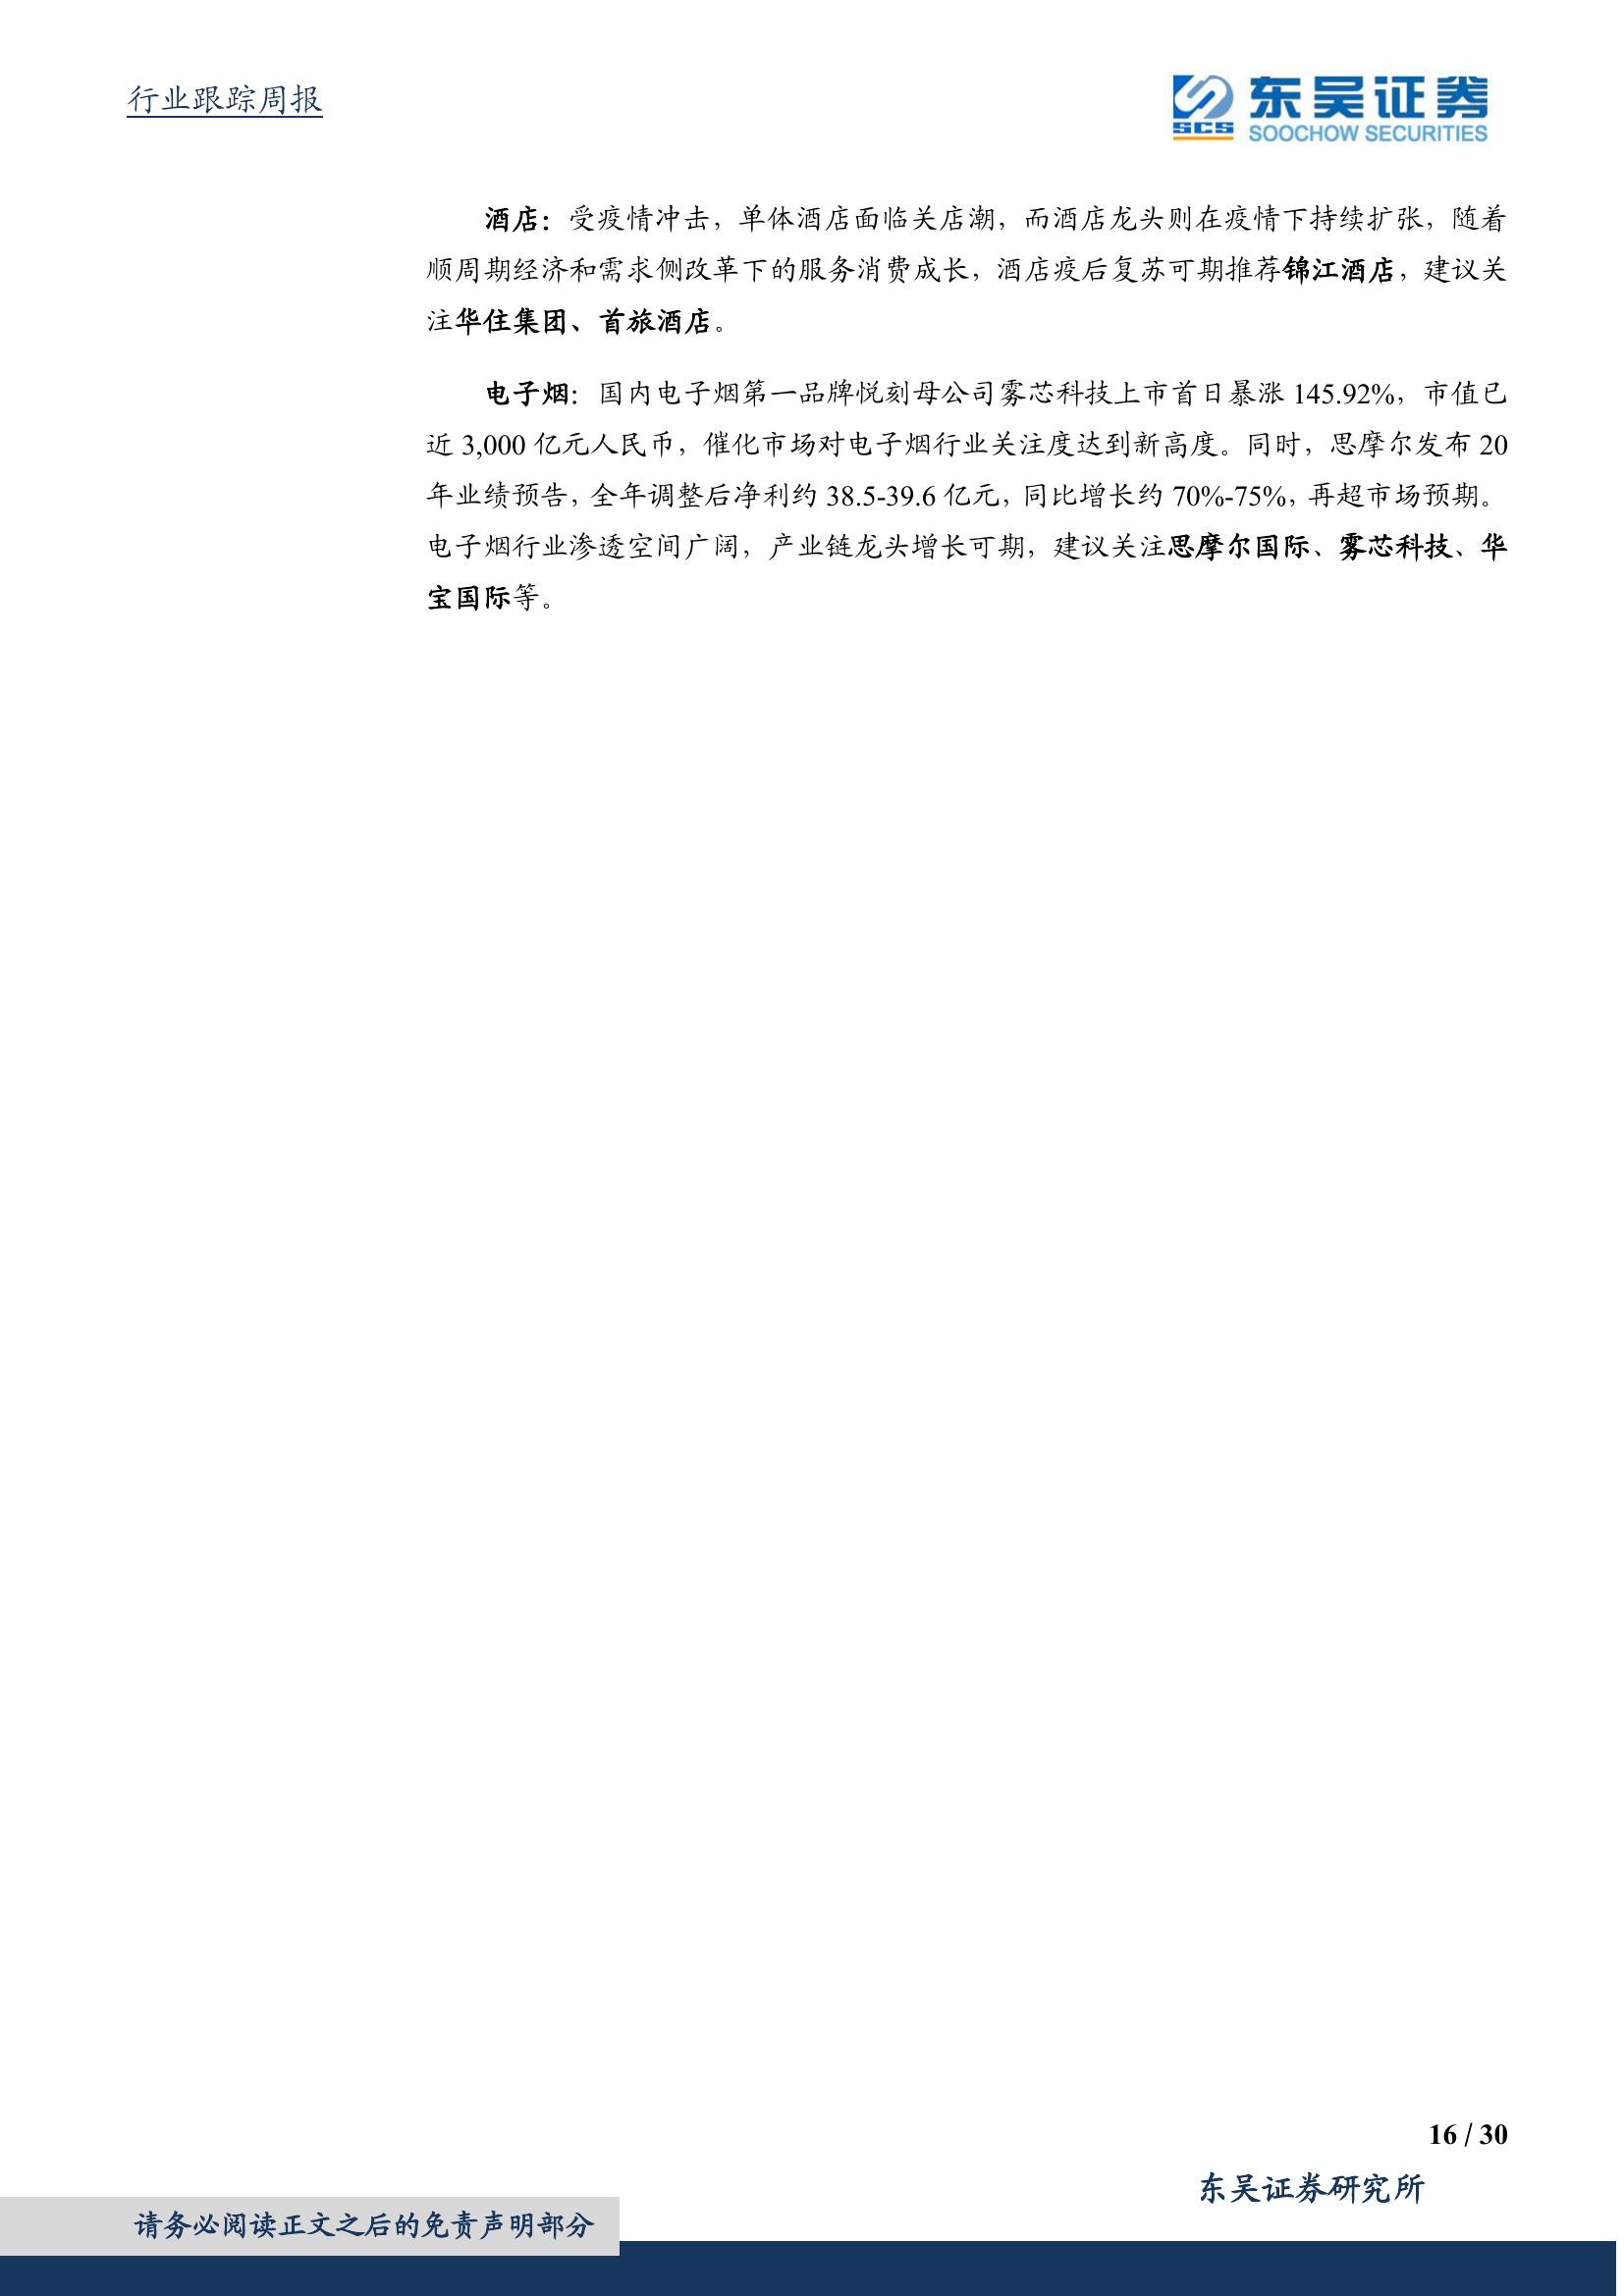 行业跟踪周报
东吴证券
SCS
SOOCHOW SECURITIES
酒店：受疫情冲击，单体酒店面临关店潮，而酒店龙头则在疫情下持续扩张，随着
顺周期经济和需求侧改革下的服务消费成长，酒店疫后复苏可期推荐锦江酒店，建议关
注华住集团、首旅酒店。
电子烟：国内电子烟第一品牌悦刻母公司雾芯科技上市首日暴涨 145.92%，市值已
近 3,000 亿元人民币，催化市场对电子烟行业关注度达到新高度。同时，思摩尔发布 20
年业绩预告，全年调整后净利约 38.5-39.6 亿元，同比增长约 70%-75%，再超市场预期。
电子烟行业渗透空间广阔，产业链龙头增长可期，建议关注思摩尔国际、雾芯科技、华
宝国际等。
16 / 30
东吴证券研究所
请务必阅读正文之后的免责声明部分